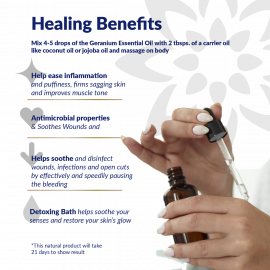 Healing Benefits
Mix 4-5 drops of the Geranium Essential Oil with 2 tbsps. of a carrier oil
like coconut oil or jojoba oil and massage on body
Help ease inflammation
and puffiness, firms sagging skin
and improves muscle tone
Antimicrobial properties
& Soothes Wounds and
Helps soothe and disinfect
wounds, infections and open cuts
by effectively and speedily pausing
the bleeding
Detoxing Bath helps soothe your
senses and restore your skin's glow
*This natural product will take
21 days to show result